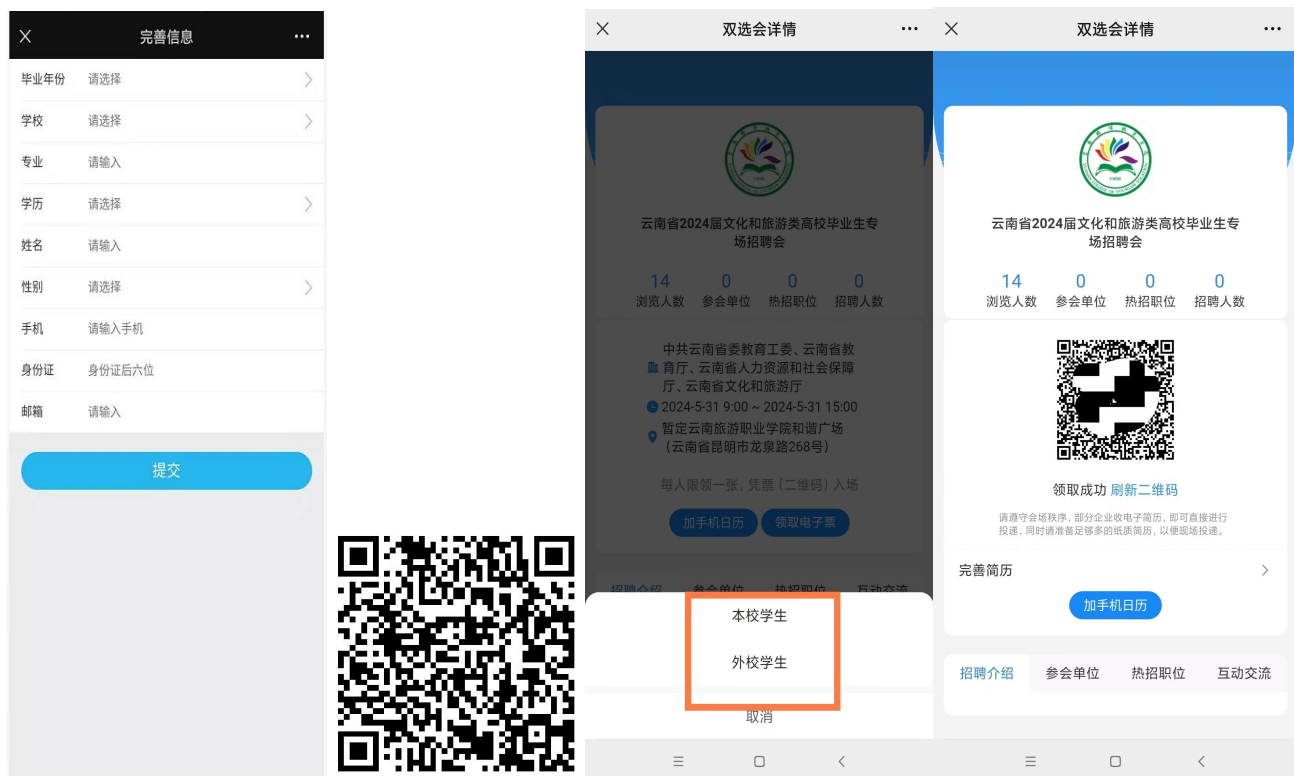 完善信息
毕业年份 请选择
学校 请选择
专业 请输入
学历 请选择
姓名 请输入
性别 请选择
手机 请输入手机
身份证 身份证后六位
邮箱 请输入
提交
双选会详情
云南省2024届文化和旅游类高校毕业生专
场招聘会
14 0 0 0
浏览人数 参会单位 热招职位 招聘人数
中共云南省委教育工委、云南省教
育厅、云南省人力资源和社会保障
厅、云南省文化和旅游厅
2024-5-31 9:00 ~ 2024-5-31 15:00
暂定云南旅游职业学院和谐广场
（云南省昆明市龙泉路268号）
每人限领一张，凭票（二维码）入场
加手机日历 领取电子票
招聘介绍 参会单位 热招职位 互动交流
本校学生
外校学生
取消
双选会详情
云南省2024届文化和旅游类高校毕业生专
场招聘会
14 0 0 0
浏览人数 参会单位 热招职位 招聘人数
领取成功 刷新二维码
请遵守会场秩序，部分企业收电子简历，即可直接进行
投递，同时请准备足够多的纸质简历，以便现场投递。
完善简历
加手机日历
招聘介绍 参会单位 热招职位 互动交流